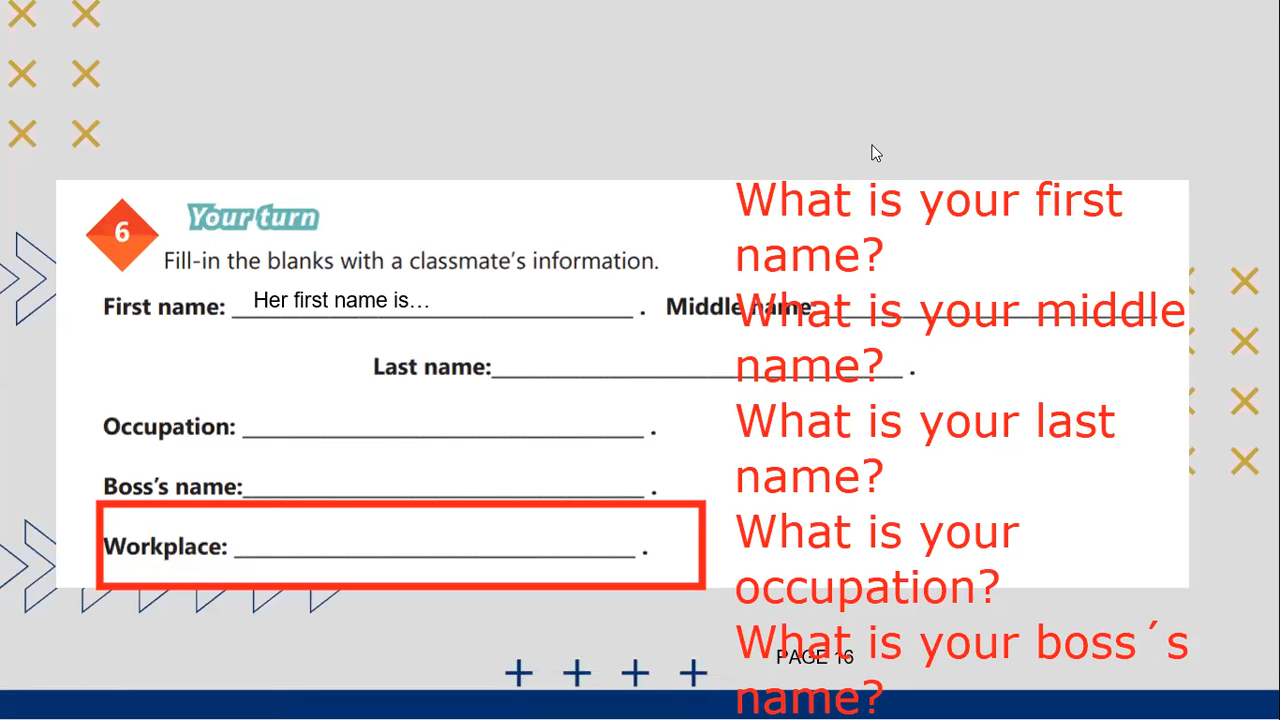 6
Your turn
Fill-in the blanks with a classmate's information.
First name: Her first name is… . Middle name
Last name: .
Occupation: .
Boss's name: .
Workplace: .
What is your first
name?
What is your middle
name?
What is your last
name?
What is your
occupation?
What is your boss´s
name?
PAGE 16